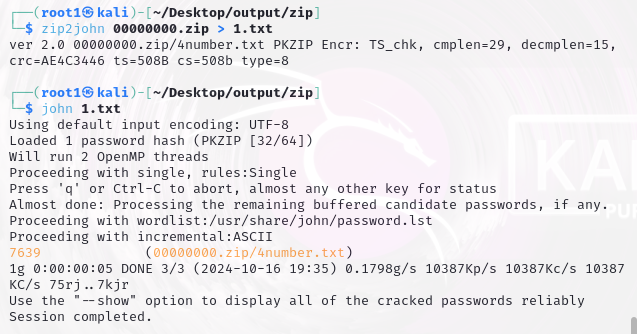 ┌──(root1㉿kali)-[~/Desktop/output/zip]
└─$ zip2john 00000000.zip > 1.txt
ver 2.0 00000000.zip/4number.txt PKZIP Encr: TS_chk, cmplen=29, decmplen=15,
crc=AE4C3446 ts=508B cs=508b type=8
┌──(root1㉿kali)-[~/Desktop/output/zip]
└─$ john 1.txt
Using default input encoding: UTF-8
Loaded 1 password hash (PKZIP [32/64])
Will run 2 OpenMP threads
Proceeding with single, rules:Single
Press 'q' or Ctrl-C to abort, almost any other key for status
Almost done: Processing the remaining buffered candidate passwords, if any.
Proceeding with wordlist:/usr/share/john/password.lst
Proceeding with incremental:ASCII
7639             (00000000.zip/4number.txt)
1g 0:00:00:05 DONE 3/3 (2024-10-16 19:35) 0.1798g/s 10387Kp/s 10387Kc/s 10387
KC/s 75rj..7kjr
Use the "--show" option to display all of the cracked passwords reliably
Session completed.
KA